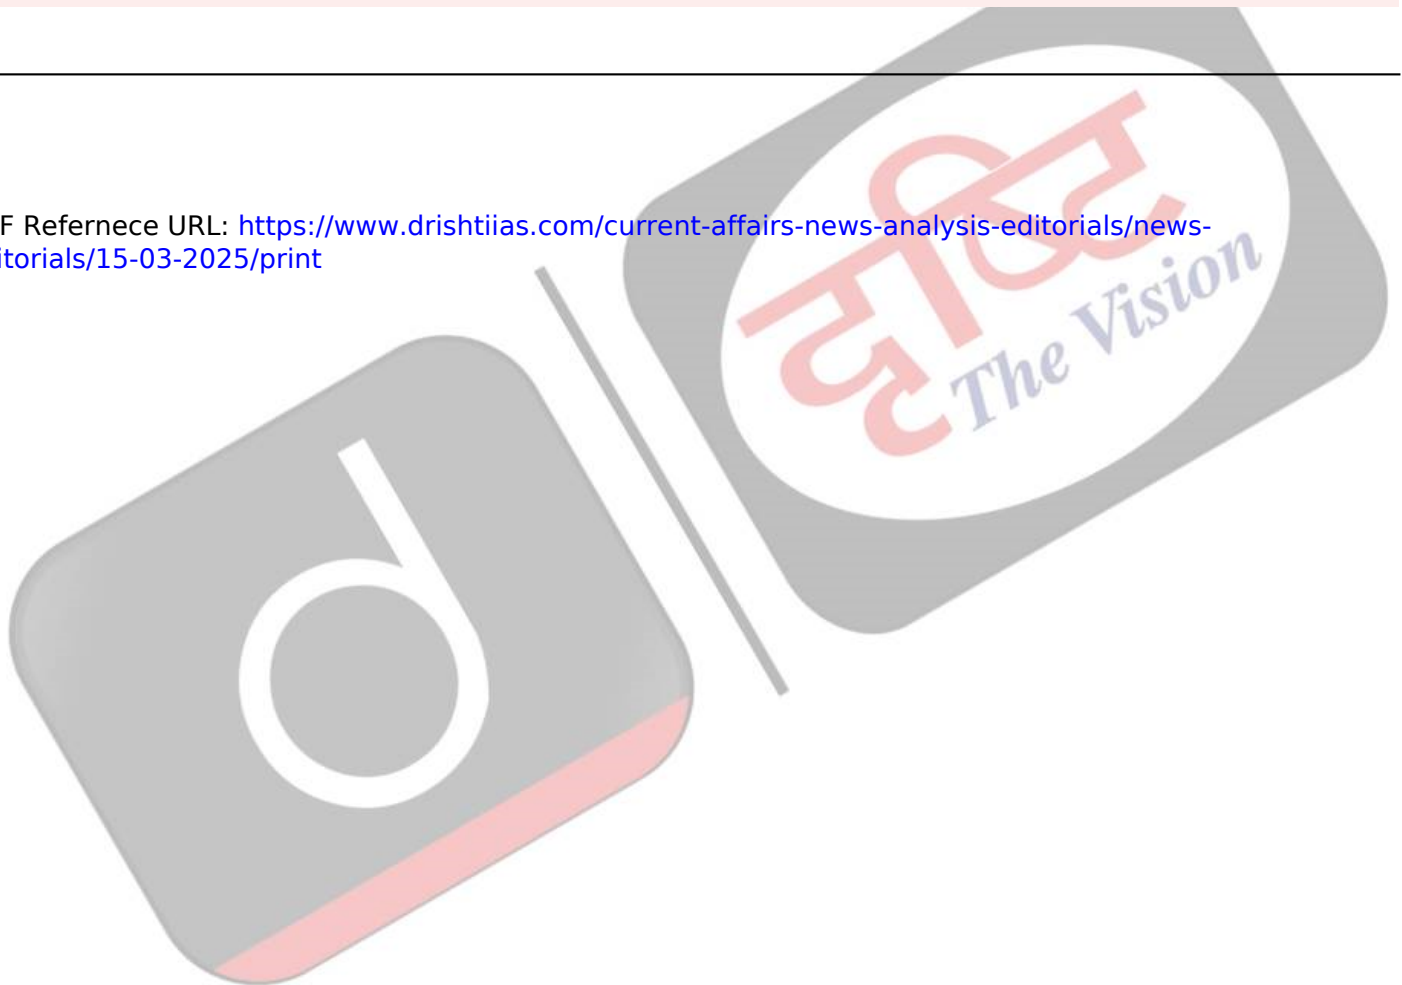 F Refernece URL: https://www.drishtiias.com/current-affairs-news-analysis-editorials/news-
itorials/15-03-2025/print
दृष्टि
The Vision
d